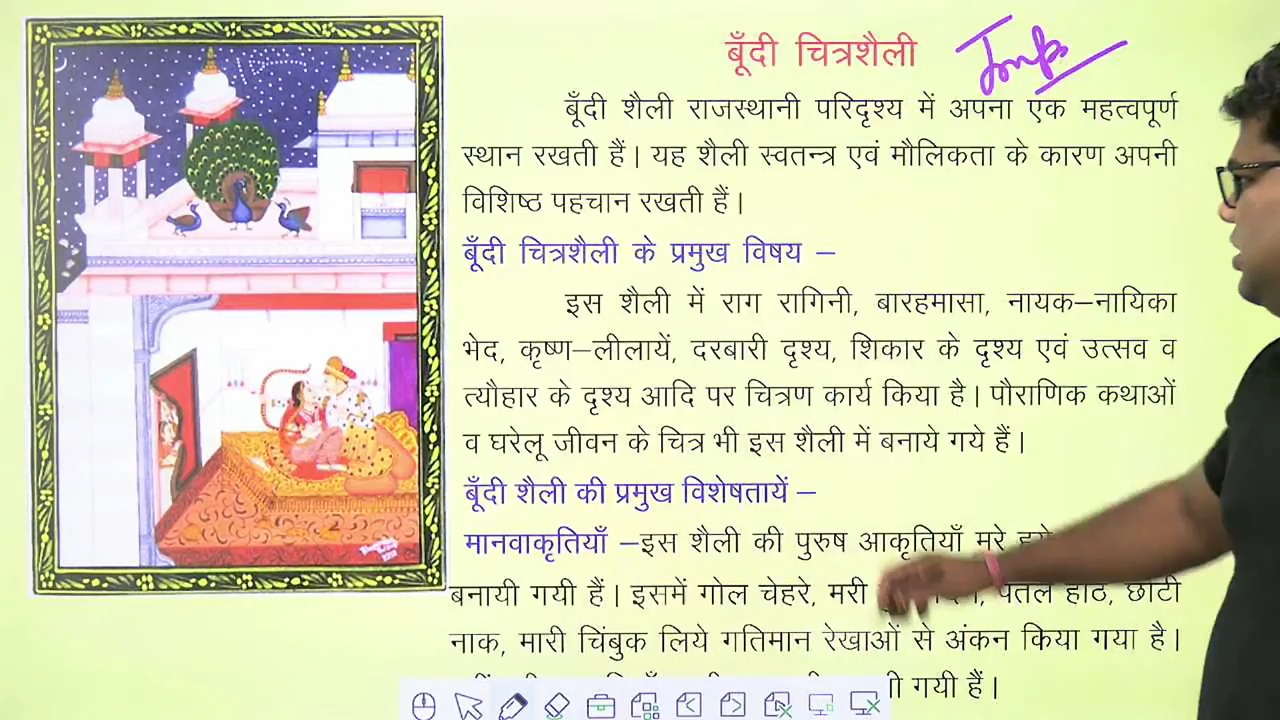 बूँदी चित्रशैली Imp
बूँदी शैली राजस्थानी परिदृश्य में अपना एक महत्वपूर्ण
स्थान रखती हैं। यह शैली स्वतन्त्र एवं मौलिकता के कारण अपनी
विशिष्ठ पहचान रखती हैं।
बूँदी चित्रशैली के प्रमुख विषय –
इस शैली में राग रागिनी, बारहमासा, नायक–नायिका
भेद, कृष्ण–लीलायें, दरबारी दृश्य, शिकार के दृश्य एवं उत्सव व
त्यौहार के दृश्य आदि पर चित्रण कार्य किया है। पौराणिक कथाओं
व घरेलू जीवन के चित्र भी इस शैली में बनाये गये हैं।
बूँदी शैली की प्रमुख विशेषतायें –
मानवाकृतियाँ –इस शैली की पुरुष आकृतियाँ
बनायी गयी हैं। इसमें गोल चेहरे, मरी पतले होठ, छोटी
नाक, मारी चिंबुक लिये गतिमान रेखाओं से अंकन किया गया है।
गयी हैं।